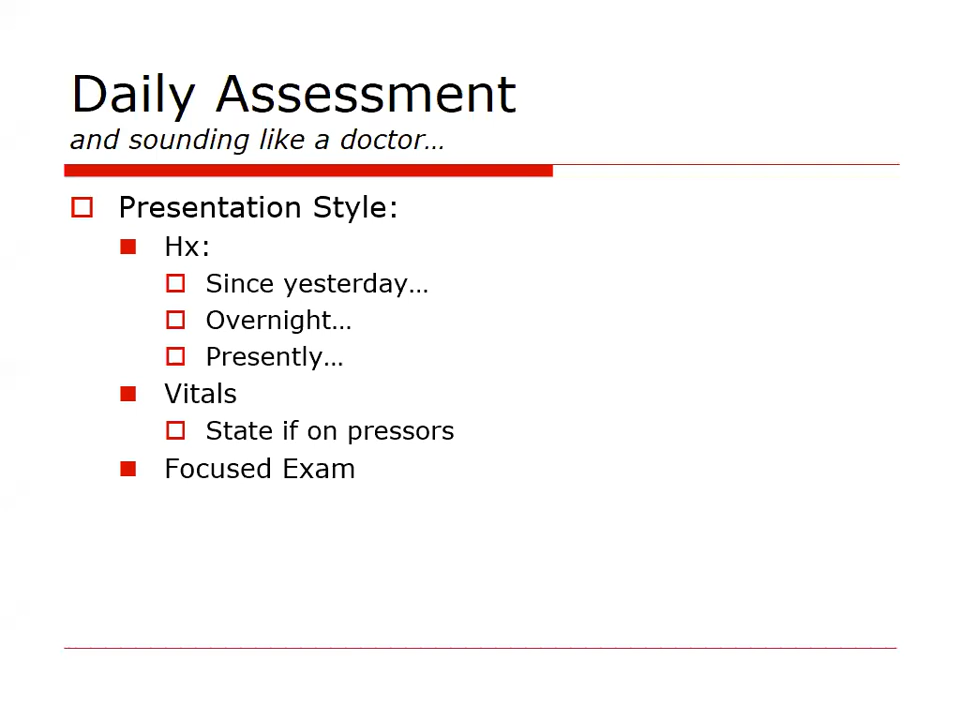 Daily Assessment
and sounding like a doctor…
Presentation Style:
Hx:
Since yesterday…
Overnight…
Presently…
Vitals
State if on pressors
Focused Exam